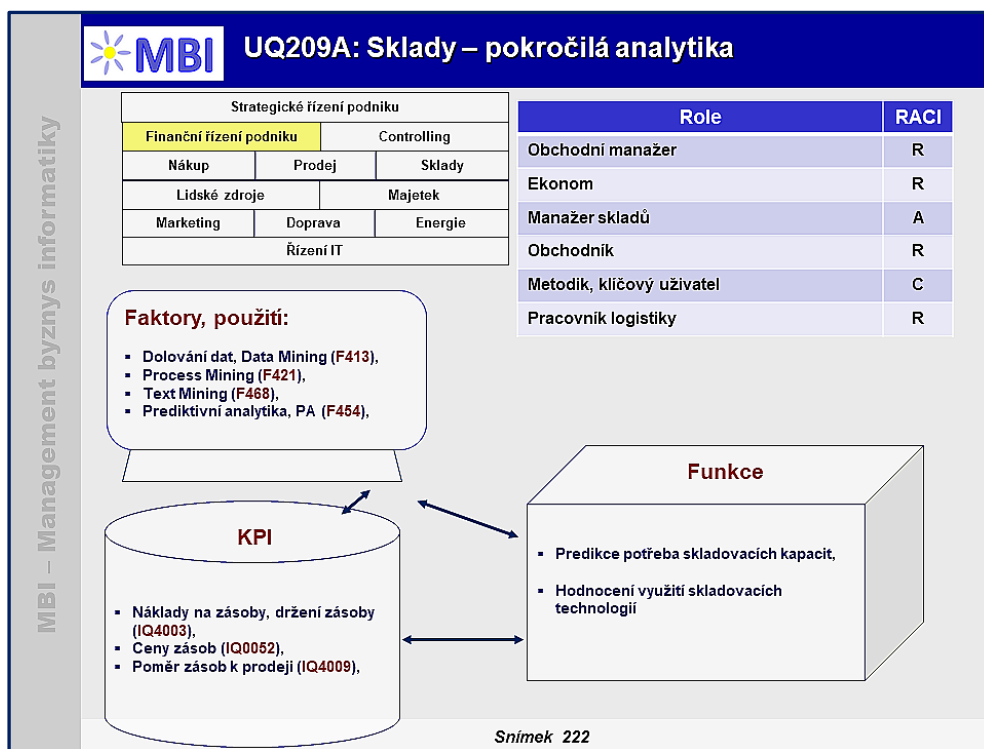 MBI
UQ209A: Sklady – pokročilá analytika
MBI – Management byznys informatiky
Strategické řízení podniku
Finanční řízení podniku Controlling
Nákup Prodej Sklady
Lidské zdroje Majetek
Marketing Doprava Energie
Řízení IT
Role RACI
Obchodní manažer R
Ekonom R
Manažer skladů A
Obchodník R
Metodik, klíčový uživatel C
Pracovník logistiky R
Faktory, použití:
▪ Dolování dat, Data Mining (F413),
▪ Process Mining (F421),
▪ Text Mining (F468),
▪ Prediktivní analytika, PA (F454),
KPI
▪ Náklady na zásoby, držení zásoby
(IQ4003),
▪ Ceny zásob (IQ0052),
▪ Poměr zásob k prodeji (IQ4009),
Funkce
▪ Predikce potřeba skladovacích kapacit,
▪ Hodnocení využití skladovacích
technologií
Snímek 222